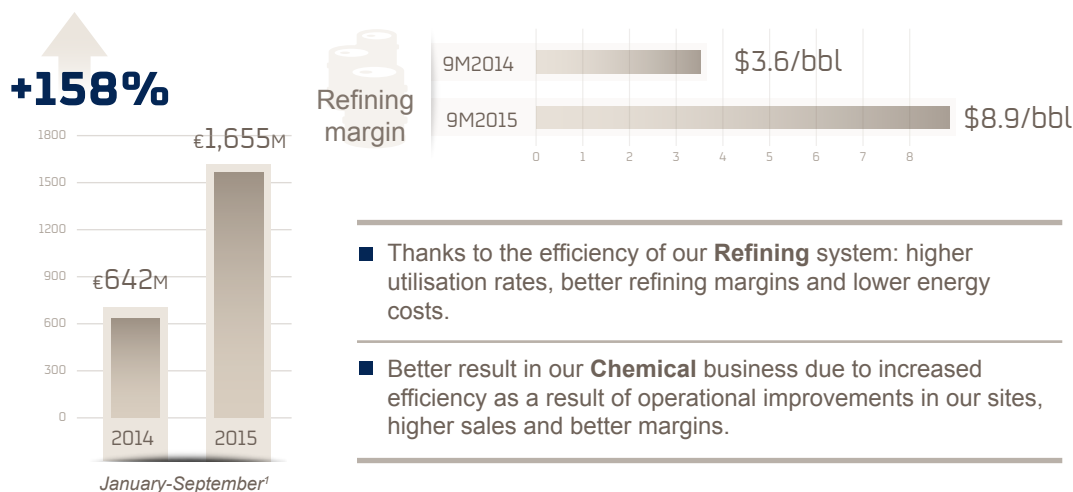 +158%
1800
1500
1200
900
600
300
0
€642M
€1,655M
2014
2015
January-September¹
Refining
margin
9M2014
$3.6/bbl
9M2015
$8.9/bbl
0 1 2 3 4 5 6 7 8
Thanks to the efficiency of our Refining system: higher
utilisation rates, better refining margins and lower energy
costs.
Better result in our Chemical business due to increased
efficiency as a result of operational improvements in our sites,
higher sales and better margins.